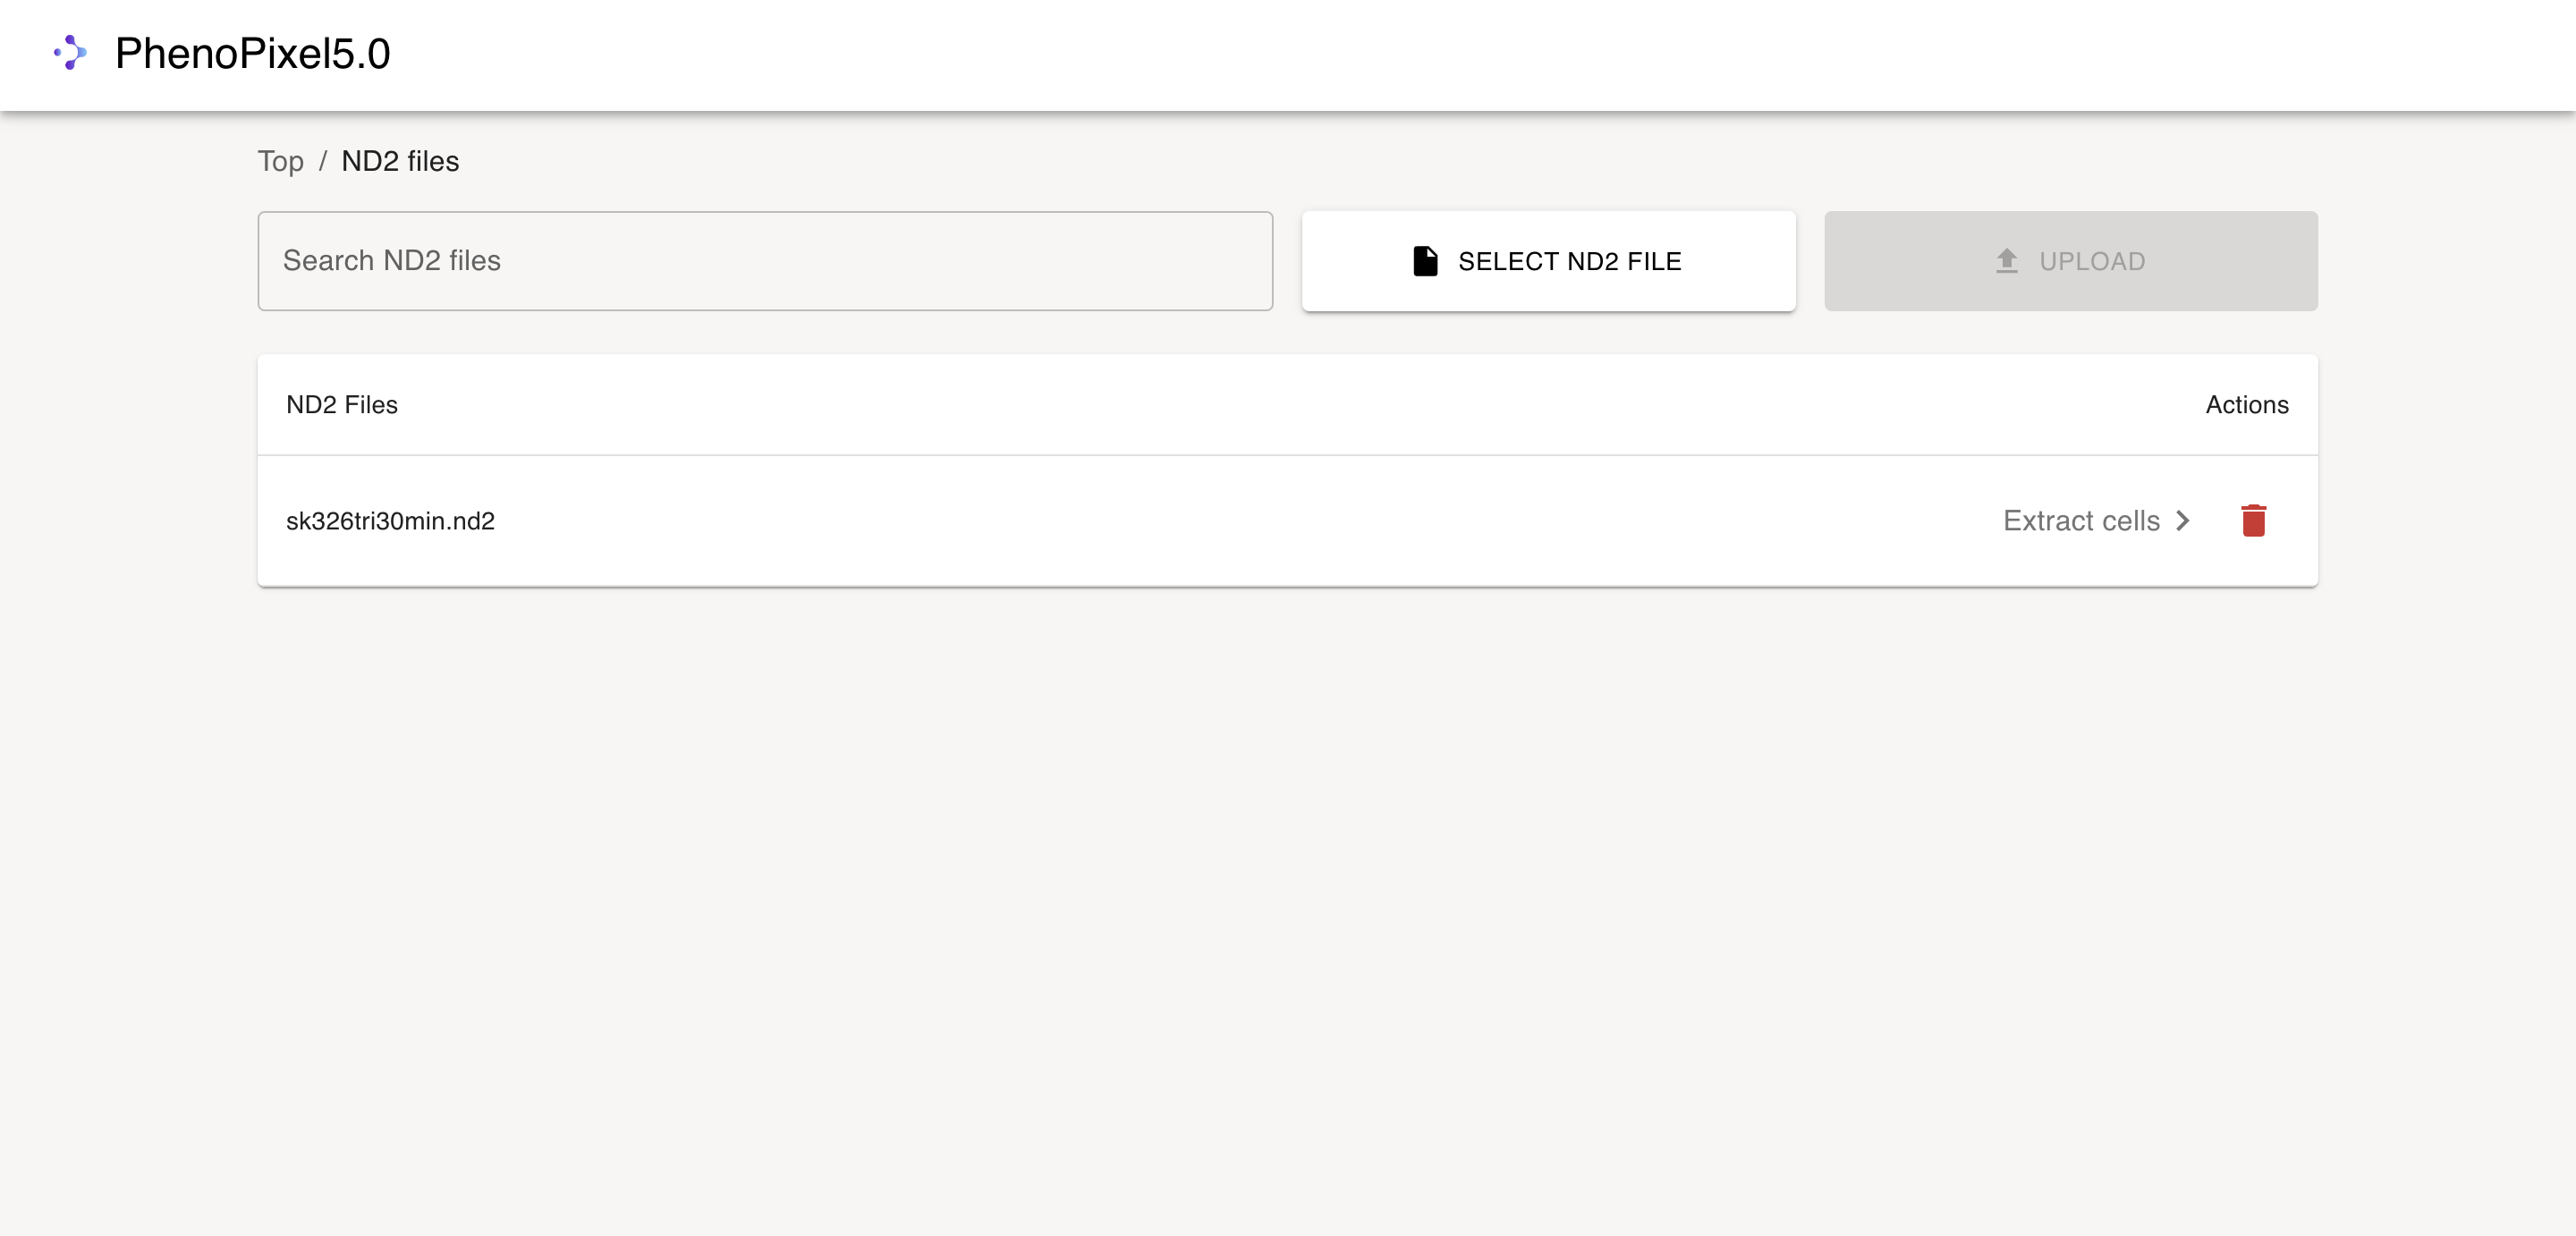 PhenoPixel5.0
Top / ND2 files
Search ND2 files
SELECT ND2 FILE
UPLOAD
ND2 Files
Actions
sk326tri30min.nd2
Extract cells